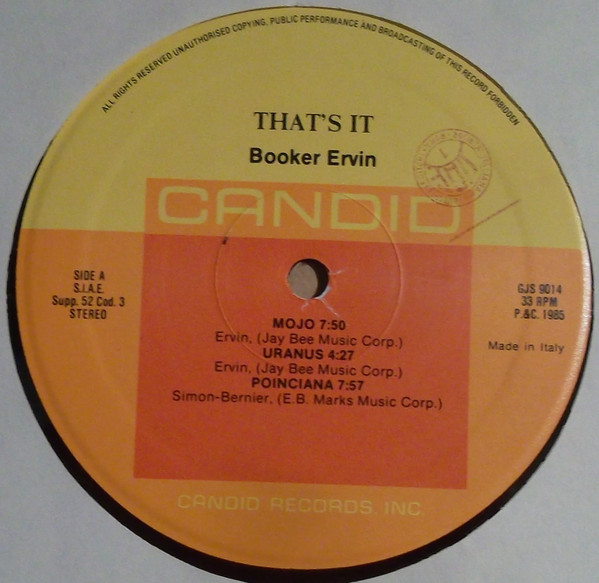 ALL RIGHTS RESERVED UNAUTHORISED COPYING, PUBLIC PERFORMANCE AND BROADCASTING OF THIS RECORD FORBIDDEN
THAT'S IT
Booker Ervin
CANDID
SIDE A
S.I.A.E.
Supp. 52 Cod. 3
STEREO
GJS 9014
33 RPM
P.&C. 1985
Made in Italy
MOJO 7:50
Ervin, (Jay Bee Music Corp.)
URANUS 4:27
Ervin, (Jay Bee Music Corp.)
POINCIANA 7:57
Simon-Bernier, (E.B. Marks Music Corp.)
CANDID RECORDS, INC.